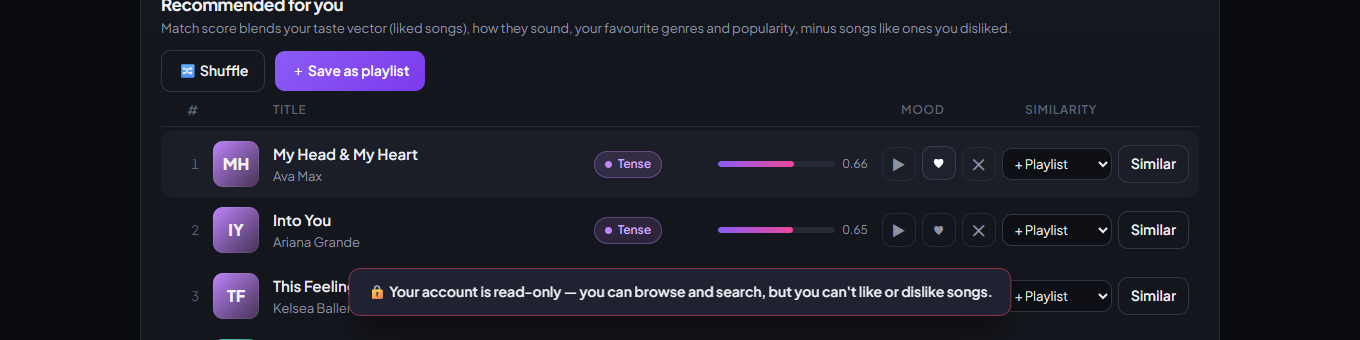 Recommended for you
Match score blends your taste vector (liked songs), how they sound, your favourite genres and popularity, minus songs like ones you disliked.
Shuffle + Save as playlist
# TITLE MOOD SIMILARITY
1 MH My Head & My Heart Tense 0.66 + Playlist Similar
Ava Max
2 IY Into You Tense 0.65 + Playlist Similar
Ariana Grande
3 TF This Feeling + Playlist Similar
Kelsea
Your account is read-only — you can browse and search, but you can't like or dislike songs.